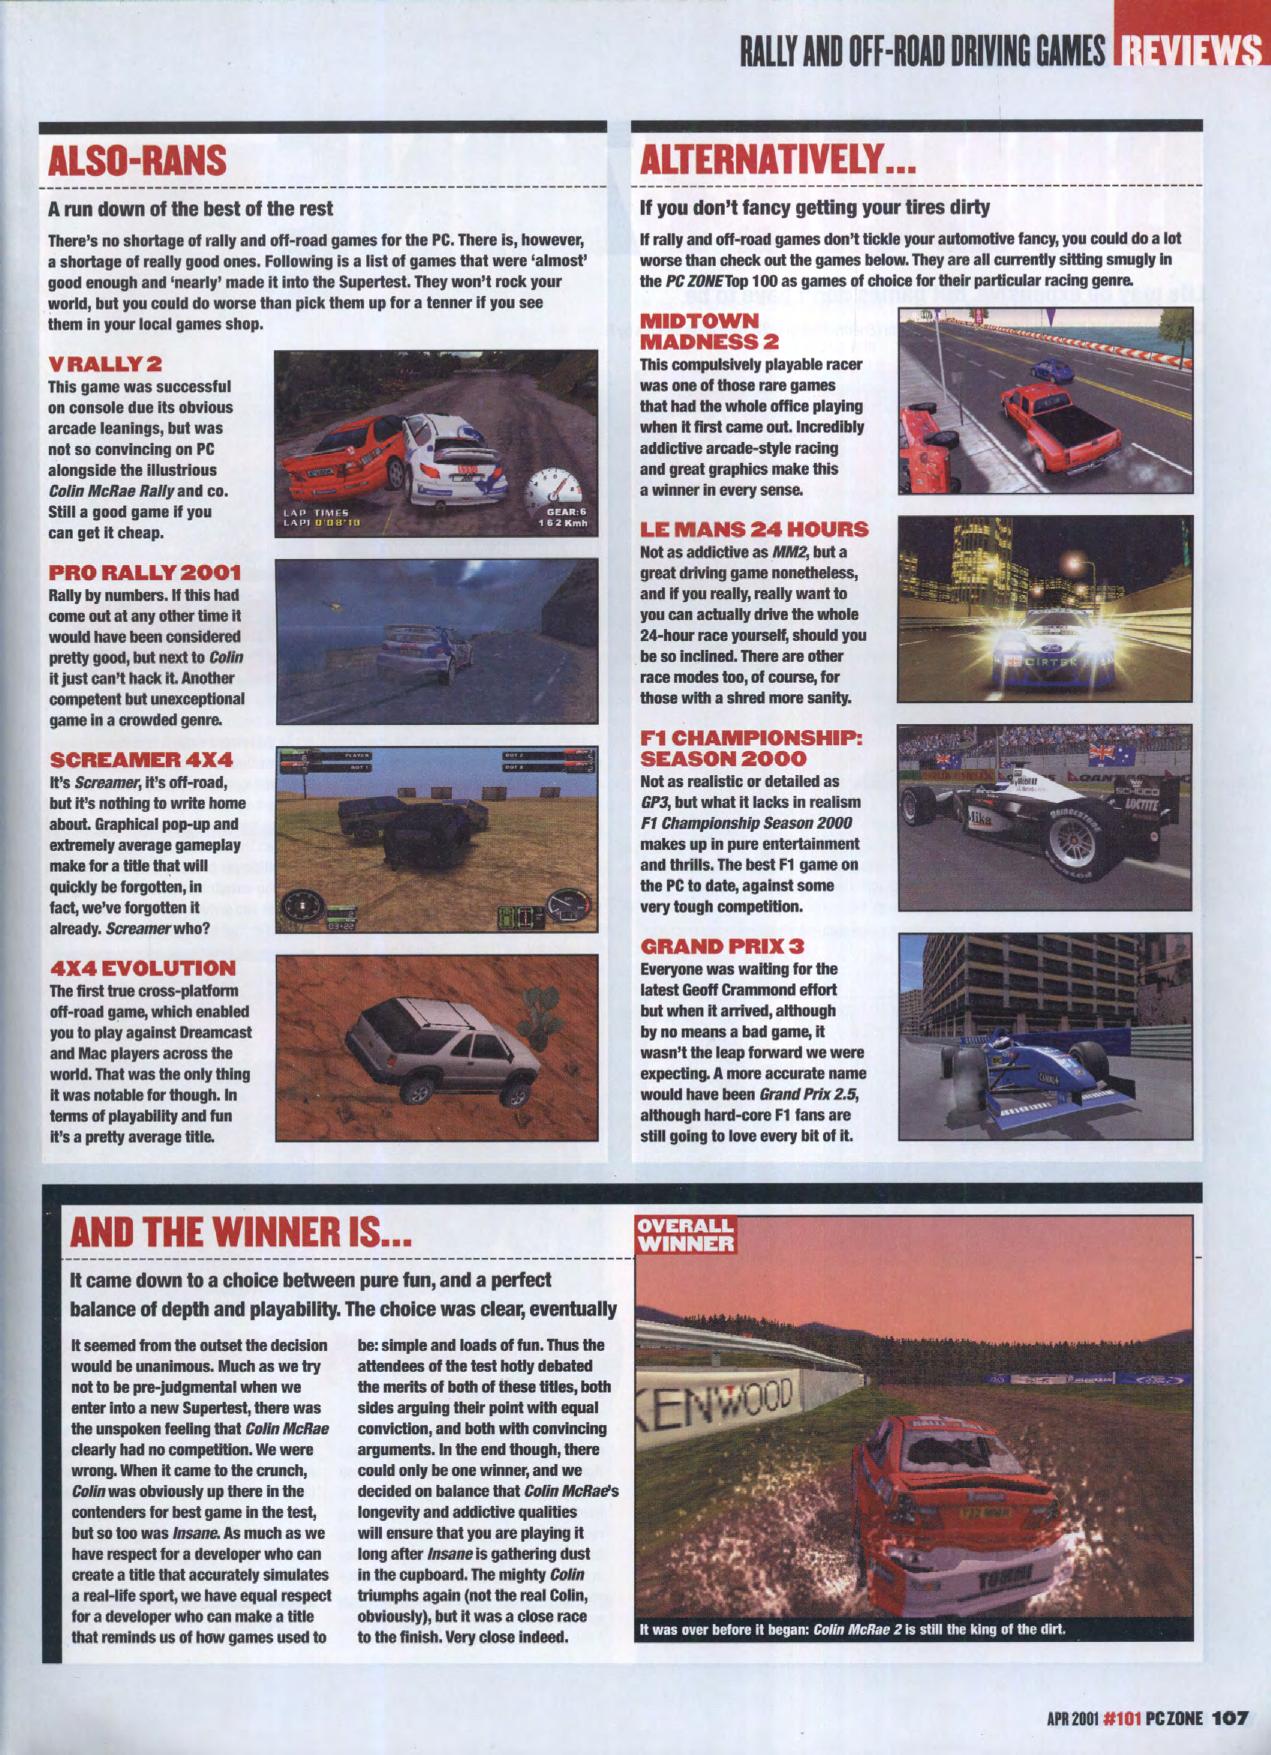 RALLY AND OFF-ROAD DRIVING GAMES REVIEWS
ALSO-RANS
A run down of the best of the rest
There's no shortage of rally and off-road games for the PC. There is, however,
a shortage of really good ones. Following is a list of games that were 'almost'
good enough and 'nearly' made it into the Supertest. They won't rock your
world, but you could do worse than pick them up for a tenner if you see
them in your local games shop.
V RALLY 2
This game was successful
on console due its obvious
arcade leanings, but was
not so convincing on PC
alongside the illustrious
Colin McRae Rally and co.
Still a good game if you
can get it cheap.
LAP TIMES
LAP1 0'08'10
GEAR:6
162 Kmh
PRO RALLY 2001
Rally by numbers. If this had
come out at any other time it
would have been considered
pretty good, but next to Colin
it just can't hack it. Another
competent but unexceptional
game in a crowded genre.
SCREAMER 4X4
It's Screamer, it's off-road,
but it's nothing to write home
about. Graphical pop-up and
extremely average gameplay
make for a title that will
quickly be forgotten, in
fact, we've forgotten it
already. Screamer who?
PLAYER
BOT 1
BOT 2
03:22
4X4 EVOLUTION
The first true cross-platform
off-road game, which enabled
you to play against Dreamcast
and Mac players across the
world. That was the only thing
it was notable for though. In
terms of playability and fun
it's a pretty average title.
ALTERNATIVELY...
If you don't fancy getting your tires dirty
If rally and off-road games don't tickle your automotive fancy, you could do a lot
worse than check out the games below. They are all currently sitting smugly in
the PC ZONE Top 100 as games of choice for their particular racing genre.
MIDTOWN
MADNESS 2
This compulsively playable racer
was one of those rare games
that had the whole office playing
when it first came out. Incredibly
addictive arcade-style racing
and great graphics make this
a winner in every sense.
LE MANS 24 HOURS
Not as addictive as MM2, but a
great driving game nonetheless,
and if you really, really want to
you can actually drive the whole
24-hour race yourself, should you
be so inclined. There are other
race modes too, of course, for
those with a shred more sanity.
CIRTEK
F1 CHAMPIONSHIP:
SEASON 2000
Not as realistic or detailed as
GP3, but what it lacks in realism
F1 Championship Season 2000
makes up in pure entertainment
and thrills. The best F1 game on
the PC to date, against some
very tough competition.
QANTAS
SCHÜCO
LOCTITE
BRIDGESTONE
Mika
GRAND PRIX 3
Everyone was waiting for the
latest Geoff Crammond effort
but when it arrived, although
by no means a bad game, it
wasn't the leap forward we were
expecting. A more accurate name
would have been Grand Prix 2.5,
although hard-core F1 fans are
still going to love every bit of it.
AND THE WINNER IS...
It came down to a choice between pure fun, and a perfect
balance of depth and playability. The choice was clear, eventually
It seemed from the outset the decision
would be unanimous. Much as we try
not to be pre-judgmental when we
enter into a new Supertest, there was
the unspoken feeling that Colin McRae
clearly had no competition. We were
wrong. When it came to the crunch,
Colin was obviously up there in the
contenders for best game in the test,
but so too was Insane. As much as we
have respect for a developer who can
create a title that accurately simulates
a real-life sport, we have equal respect
for a developer who can make a title
that reminds us of how games used to
be: simple and loads of fun. Thus the
attendees of the test hotly debated
the merits of both of these titles, both
sides arguing their point with equal
conviction, and both with convincing
arguments. In the end though, there
could only be one winner, and we
decided on balance that Colin McRae's
longevity and addictive qualities
will ensure that you are playing it
long after Insane is gathering dust
in the cupboard. The mighty Colin
triumphs again (not the real Colin,
obviously), but it was a close race
to the finish. Very close indeed.
OVERALL
WINNER
KENWOOD
TOMMI
It was over before it began: Colin McRae 2 is still the king of the dirt.
APR 2001 #101 PC ZONE 107